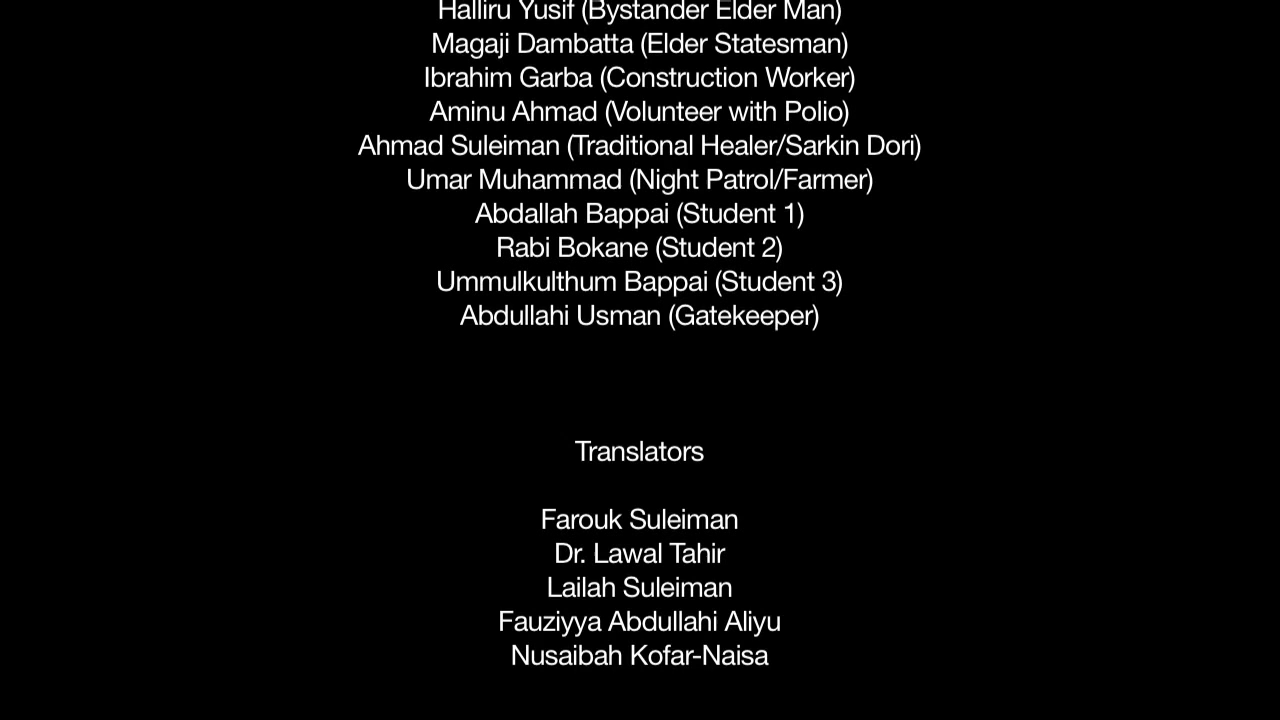 Halliru Yusif (Bystander Elder Man)
Magaji Dambatta (Elder Statesman)
Ibrahim Garba (Construction Worker)
Aminu Ahmad (Volunteer with Polio)
Ahmad Suleiman (Traditional Healer/Sarkin Dori)
Umar Muhammad (Night Patrol/Farmer)
Abdallah Bappai (Student 1)
Rabi Bokane (Student 2)
Ummulkulthum Bappai (Student 3)
Abdullahi Usman (Gatekeeper)
Translators
Farouk Suleiman
Dr. Lawal Tahir
Lailah Suleiman
Fauziyya Abdullahi Aliyu
Nusaibah Kofar-Naisa